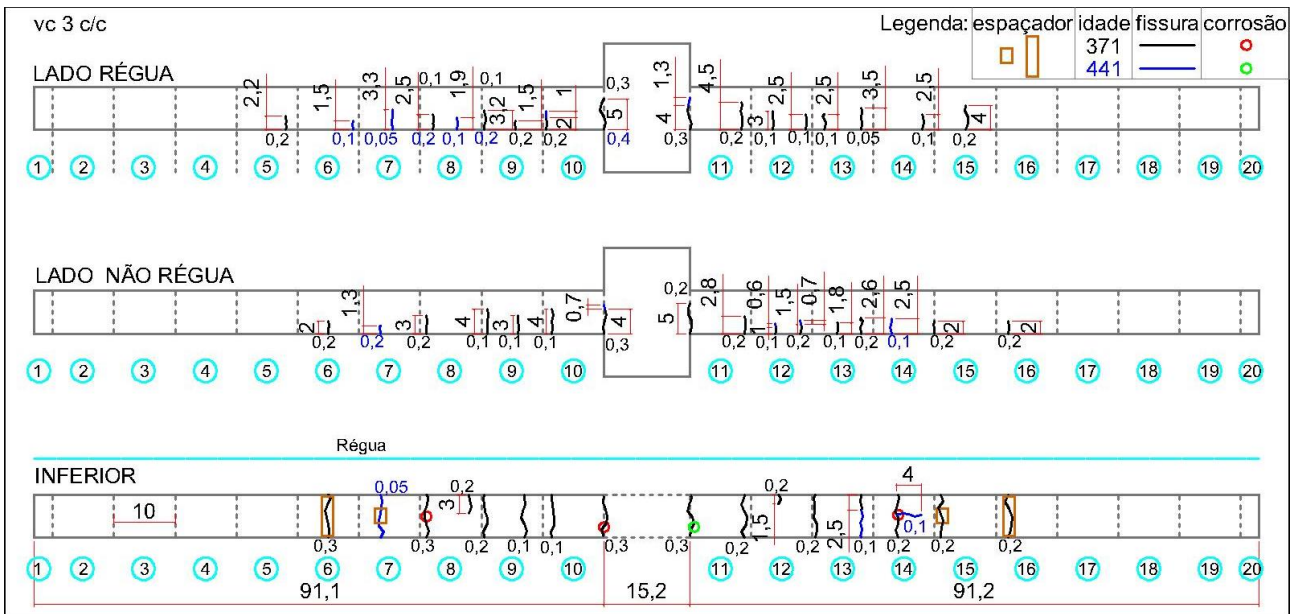 vc 3 c/c
Legenda: espaçador idade fissura corrosão
371
441
LADO RÉGUA
2,2 1,5 3,3 2,5 0,1 1,9 0,1 3,2 1,5 1 2 0,3 5 1,3 4 4,5 3 2,5 2,5 3,5 2,5 4
0,2 0,1 0,05 0,2 0,1 0,2 0,2 0,2 0,4 0,3 0,2 0,1 0,1 0,1 0,05 0,1 0,2
1 2 3 4 5 6 7 8 9 10 11 12 13 14 15 16 17 18 19 20
LADO NÃO RÉGUA
2 1,3 3 4 3 4 0,7 4 0,2 5 2,8 0,6 1 1,5 0,7 1,8 2,6 2,5 2 2
0,2 0,2 0,2 0,1 0,1 0,1 0,3 0,2 0,1 0,2 0,1 0,2 0,1 0,2 0,2
1 2 3 4 5 6 7 8 9 10 11 12 13 14 15 16 17 18 19 20
Régua
INFERIOR
10 0,05 3 0,2 0,2 1,5 2,5 4 0,1
0,3 0,3 0,2 0,1 0,1 0,3 0,3 0,2 0,2 0,1 0,2 0,2 0,2
1 2 3 4 5 6 7 8 9 10 11 12 13 14 15 16 17 18 19 20
91,1 15,2 91,2